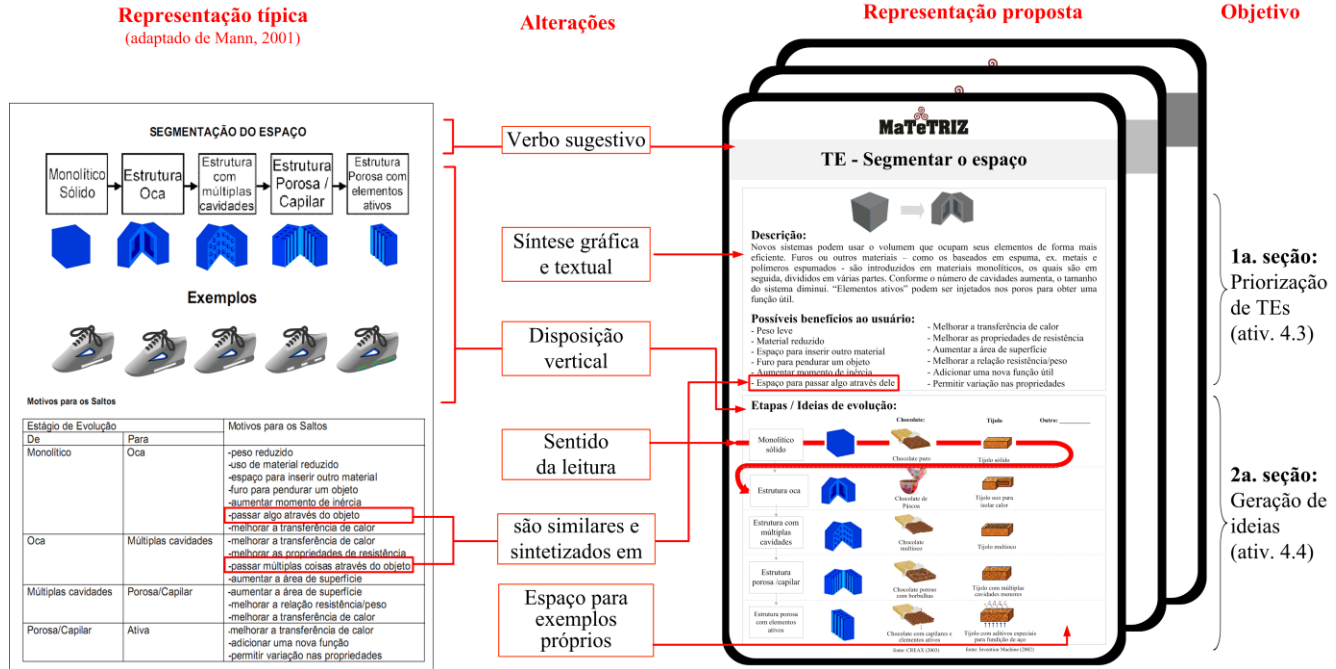 Representação típica
(adaptado de Mann, 2001)
Alterações
Representação proposta
Objetivo
SEGMENTAÇÃO DO ESPAÇO
Monolítico
Sólido
Estrutura
Oca
Estrutura
com
múltiplas
cavidades
Estrutura
Porosa /
Capilar
Estrutura
Porosa com
elementos
ativos
Exemplos
Motivos para os Saltos
Estágio de Evolução
Motivos para os Saltos
De
Para
Monolítico
Oca
-peso reduzido
-uso de material reduzido
-espaço para inserir outro material
-furo para pendurar um objeto
-aumentar momento de inércia
-passar algo através do objeto
-melhorar a transferência de calor
Oca
Múltiplas cavidades
-melhorar a transferência de calor
-melhorar as propriedades de resistência
-passar múltiplas coisas através do objeto
-aumentar a área de superfície
Múltiplas cavidades
Porosa/Capilar
-aumentar a área de superfície
-melhorar a relação resistência/peso
-melhorar a transferência de calor
Porosa/Capilar
Ativa
-melhorar a transferência de calor
-adicionar uma nova função
-permitir variação nas propriedades
Verbo sugestivo
Síntese gráfica
e textual
Disposição
vertical
Sentido
da leitura
são similares e
sintetizados em
Espaço para
exemplos
próprios
MaTeTRIZ
TE - Segmentar o espaço
Descrição:
Novos sistemas podem usar o volumem que ocupam seus elementos de forma mais
eficiente. Furos ou outros materiais – como os baseados em espuma, ex. metais e
polímeros espumados - são introduzidos em materiais monolíticos, os quais são em
seguida, divididos em várias partes. Conforme o número de cavidades aumenta, o tamanho
do sistema diminui. “Elementos ativos” podem ser injetados nos poros para obter uma
função útil.
Possíveis benefícios ao usuário:
- Peso leve
- Material reduzido
- Espaço para inserir outro material
- Furo para pendurar um objeto
- Aumentar momento de inércia
- Espaço para passar algo através dele
- Melhorar a transferência de calor
- Melhorar as propriedades de resistência
- Aumentar a área de superfície
- Melhorar a relação resistência/peso
- Adicionar uma nova função útil
- Permitir variação nas propriedades
Etapas / Ideias de evolução:
Chocolate:
Tijolo
Outro: ________
Monolítico
sólido
Chocolate puro
Tijolo sólido
Estrutura oca
Chocolate de
Páscoa
Tijolo oco para
isolar calor
Estrutura com
múltiplas
cavidades
Chocolate
multioco
Tijolo multioco
Estrutura
porosa /capilar
Chocolate poroso
com borbulhas
Tijolo com múltiplas
cavidades menores
Estrutura porosa
com elementos
ativos
Chocolate com capilares e
elementos ativos
Tijolo com aditivos especiais
para fundição de aço
fonte: CREAX (2003)
fonte: Invention Machine (2002)
1a. seção:
Priorização
de TEs
(ativ. 4.3)
2a. seção:
Geração de
ideias
(ativ. 4.4)